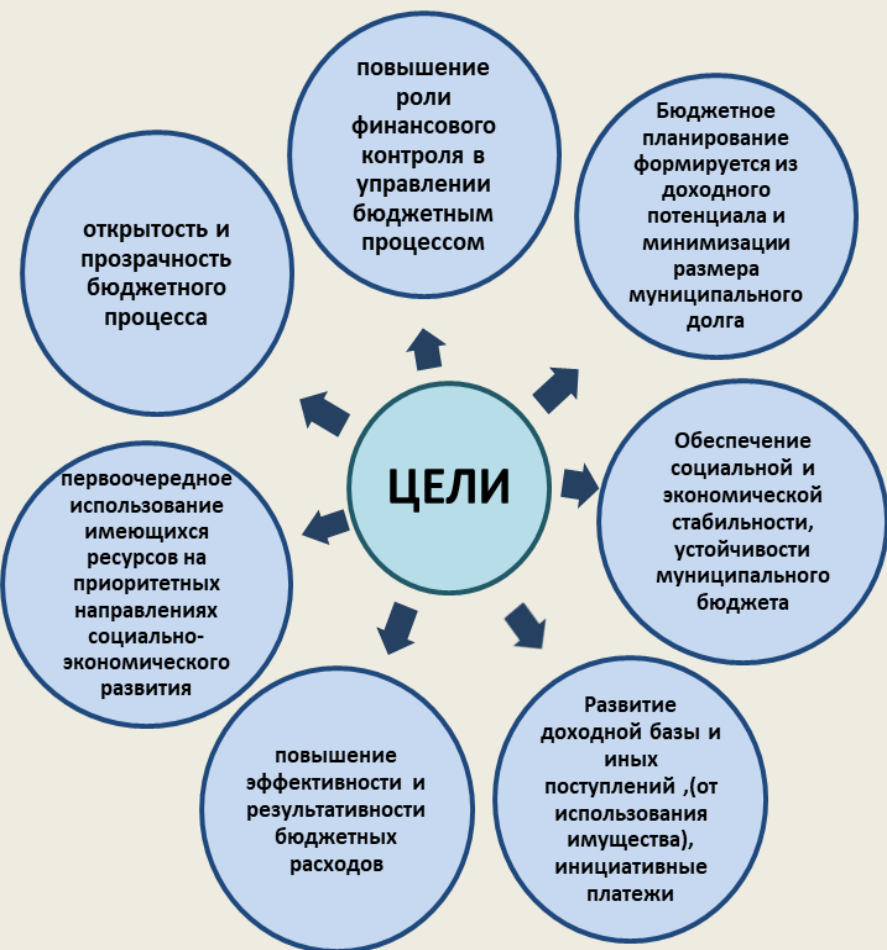 повышение
роли
финансового
контроля в
управлении
бюджетным
процессом
Бюджетное
планирование
формируется из
доходного
потенциала и
минимизации
размера
муниципального
долга
открытость и
прозрачность
бюджетного
процесса
ЦЕЛИ
Обеспечение
социальной и
экономической
стабильности,
устойчивости
муниципального
бюджета
первоочередное
использование
имеющихся
ресурсов на
приоритетных
направлениях
социально-
экономического
развития
повышение
эффективности и
результативности
бюджетных
расходов
Развитие
доходной базы и
иных
поступлений ,(от
использования
имущества),
инициативные
платежи